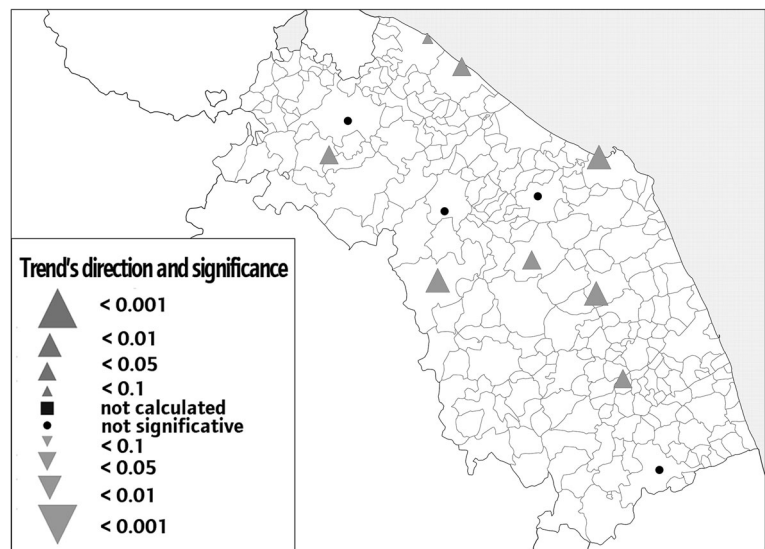 Trend's direction and significance
< 0.001
< 0.01
< 0.05
< 0.1
not calculated
not significative
< 0.1
< 0.05
< 0.01
< 0.001